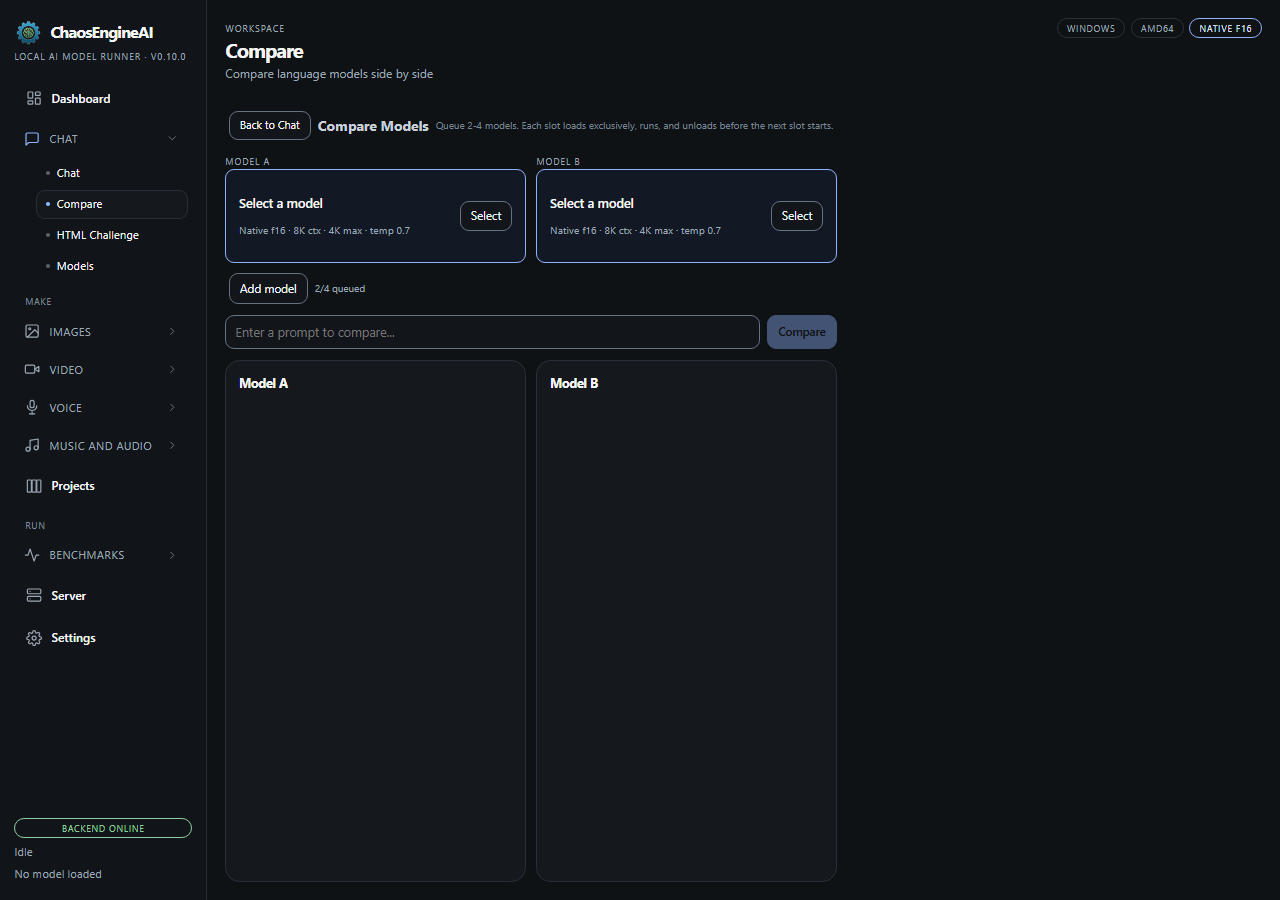 ChaosEngineAI
LOCAL AI MODEL RUNNER · V0.10.0
Dashboard
CHAT
Chat
Compare
HTML Challenge
Models
MAKE
IMAGES
VIDEO
VOICE
MUSIC AND AUDIO
Projects
RUN
BENCHMARKS
Server
Settings
BACKEND ONLINE
Idle
No model loaded
WORKSPACE
Compare
Compare language models side by side
WINDOWS
AMD64
NATIVE F16
Back to Chat
Compare Models
Queue 2-4 models. Each slot loads exclusively, runs, and unloads before the next slot starts.
MODEL A
Select a model
Native f16 · 8K ctx · 4K max · temp 0.7
Select
MODEL B
Select a model
Native f16 · 8K ctx · 4K max · temp 0.7
Select
Add model
2/4 queued
Enter a prompt to compare...
Compare
Model A
Model B